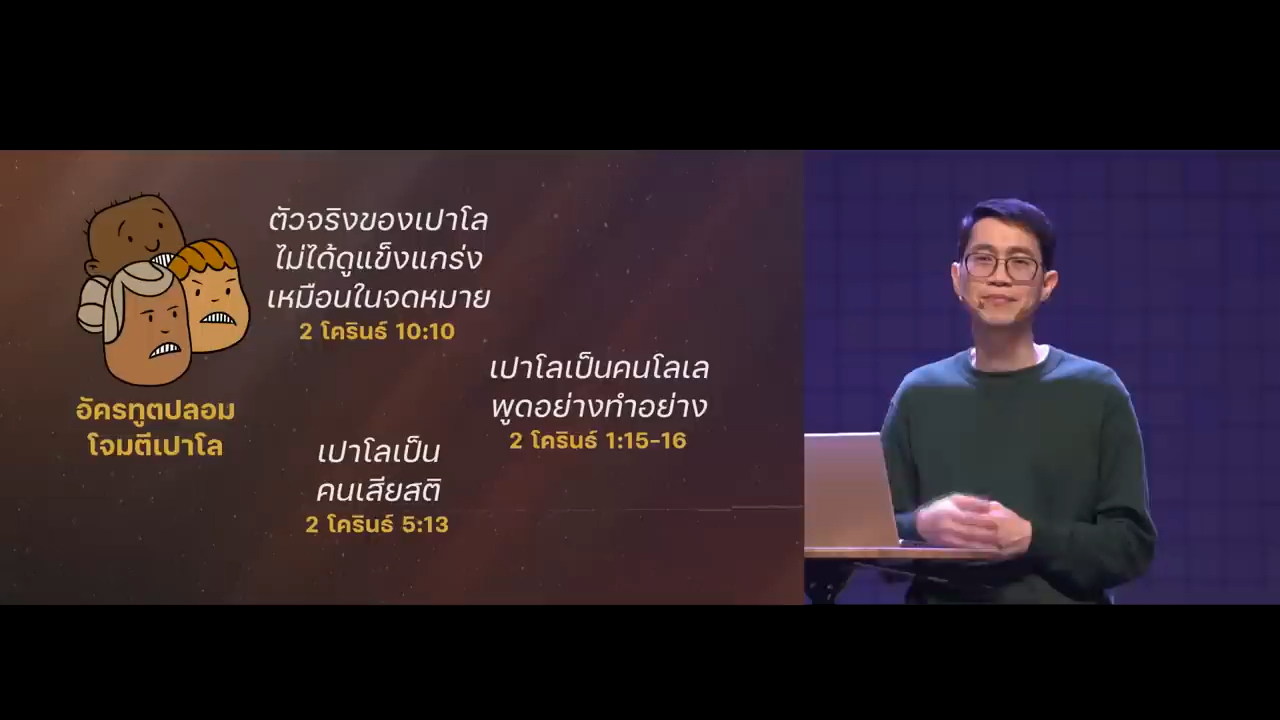 ตัวจริงของเปาโล
ไม่ได้ดูแข็งแกร่ง
เหมือนในจดหมาย
2 โครินธ์ 10:10
เปาโลเป็นคนโลเล
พูดอย่างทำอย่าง
2 โครินธ์ 1:15-16
อัครทูตปลอม
โจมตีเปาโล
เปาโลเป็น
คนเสียสติ
2 โครินธ์ 5:13